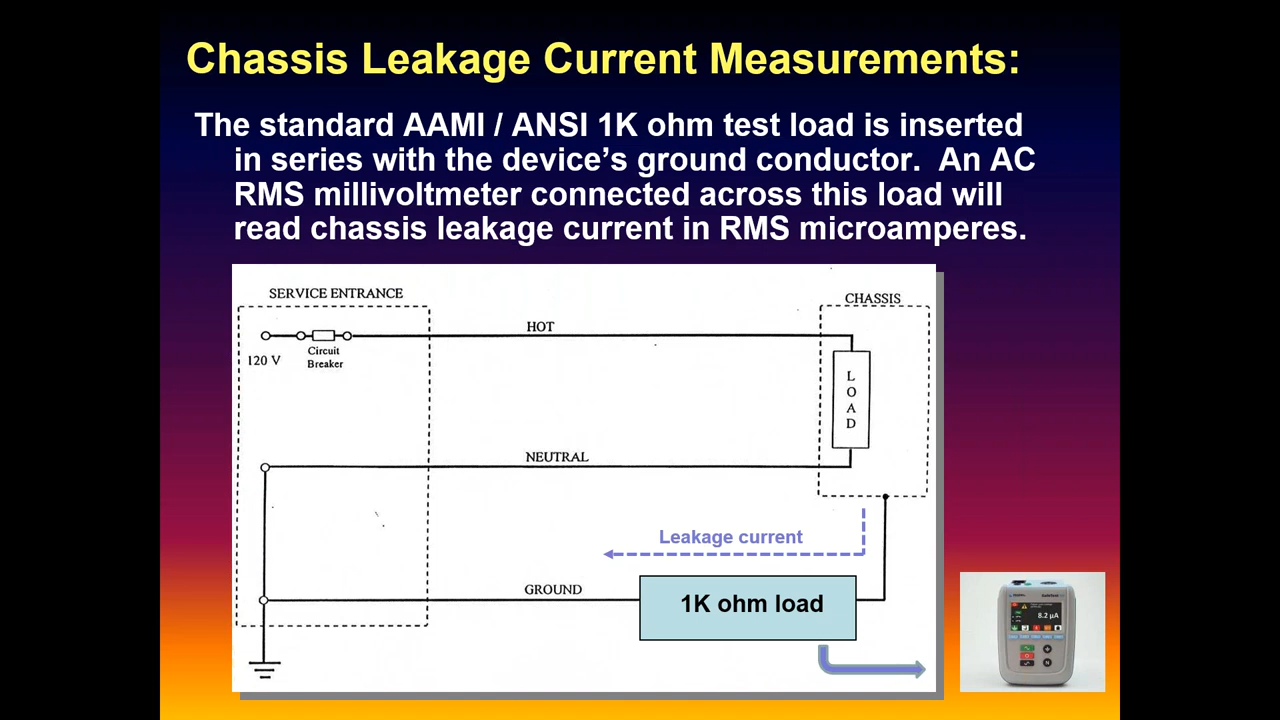 Chassis Leakage Current Measurements:
The standard AAMI / ANSI 1K ohm test load is inserted
in series with the device’s ground conductor.  An AC
RMS millivoltmeter connected across this load will
read chassis leakage current in RMS microamperes.
SERVICE ENTRANCE
CHASSIS
HOT
120 V
Circuit
Breaker
L
O
A
D
NEUTRAL
Leakage current
GROUND
1K ohm load
8.2 µA
N